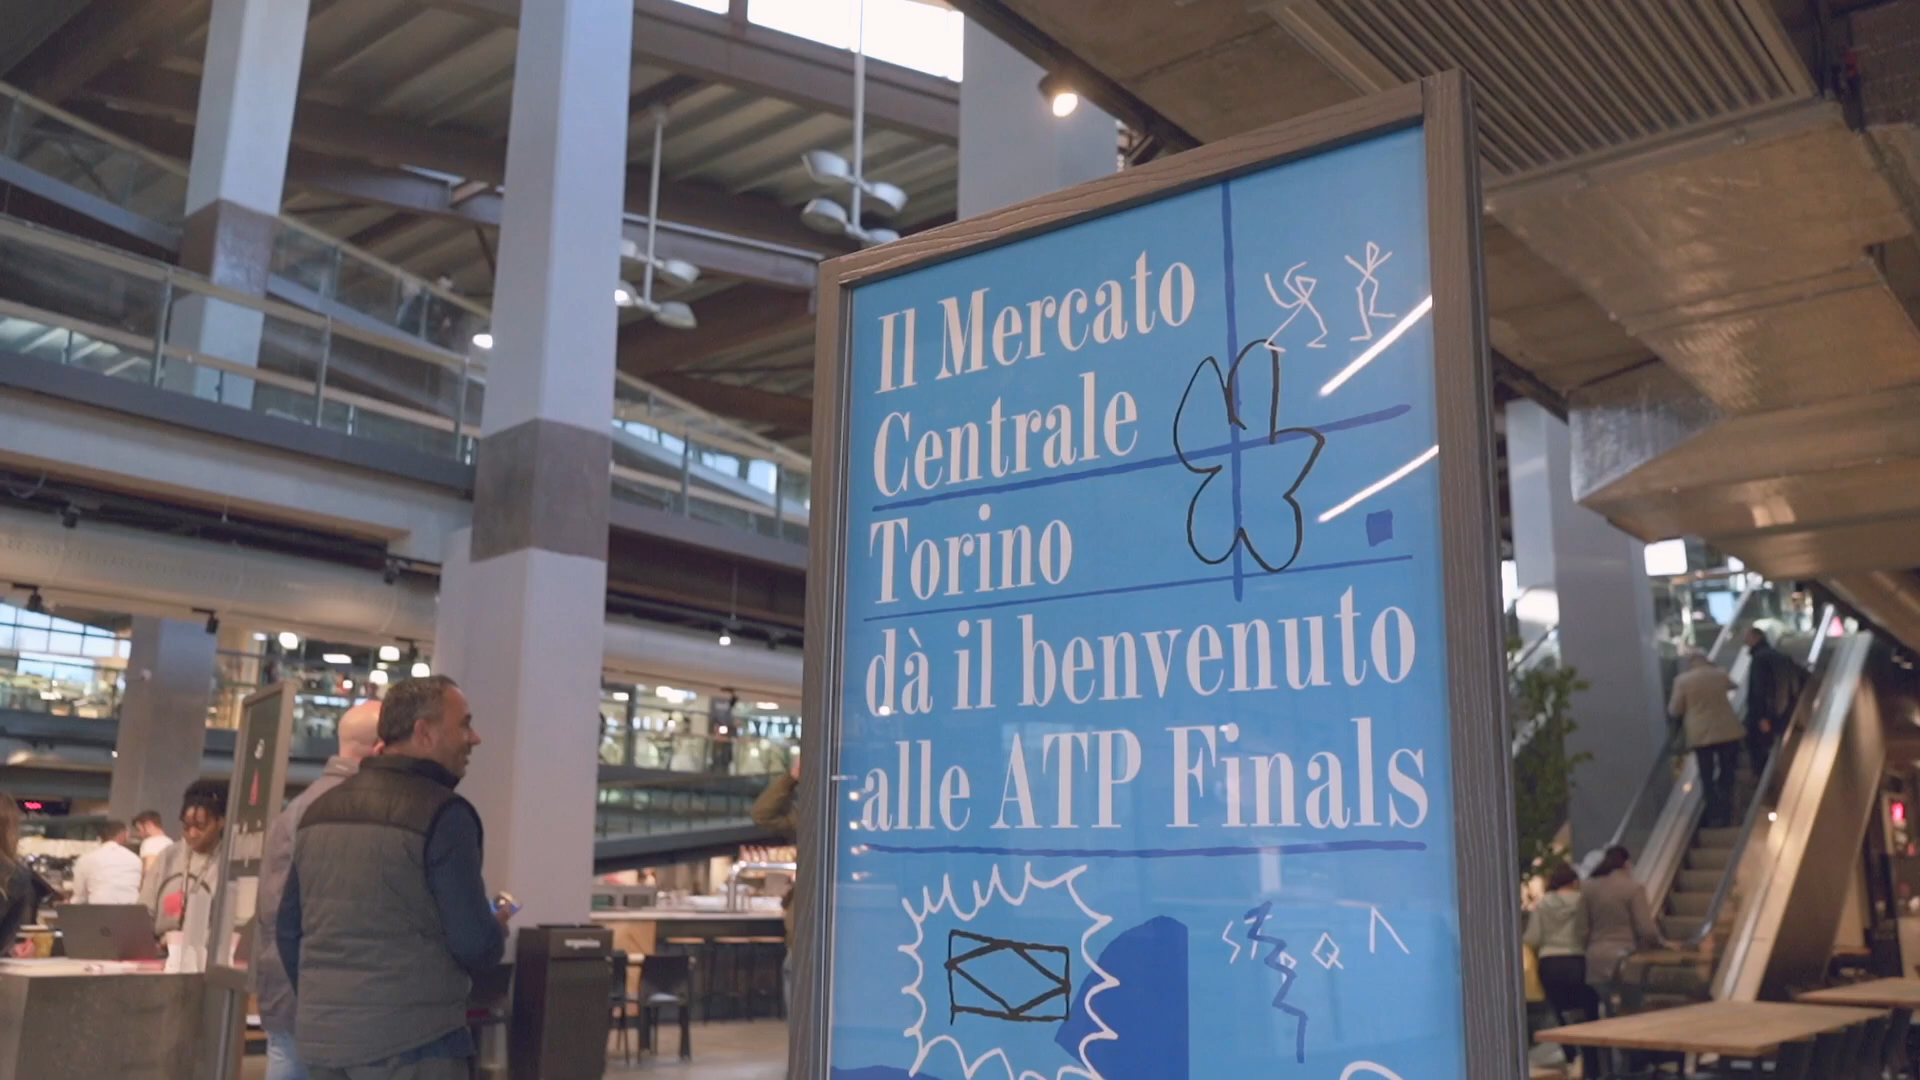 Il Mercato
Centrale
Torino
dà il benvenuto
alle ATP Finals